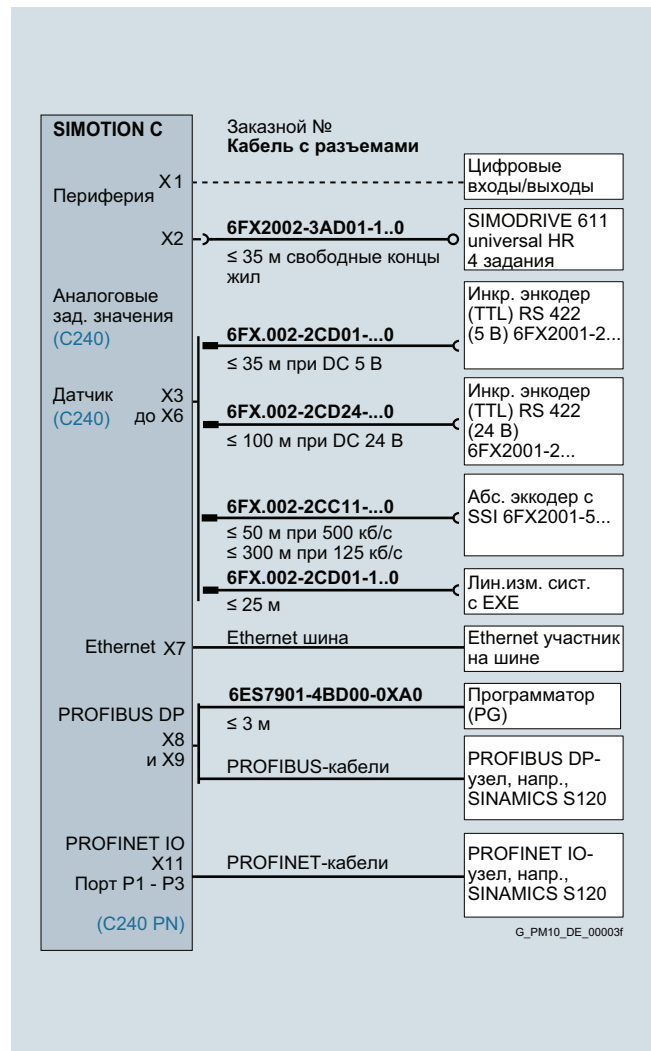 SIMOTION C
Заказной №
Кабель с разъемами
X1
Периферия
Цифровые
входы/выходы
X2
6FX2002-3AD01-1..0
≤ 35 м свободные концы
жил
SIMODRIVE 611
universal HR
4 задания
Аналоговые
зад. значения
(C240)
6FX.002-2CD01-...0
≤ 35 м при DC 5 В
Инкр. энкодер
(TTL) RS 422
(5 В) 6FX2001-2...
Датчик X3
(C240) до X6
6FX.002-2CD24-...0
≤ 100 м при DC 24 В
Инкр. энкодер
(TTL) RS 422
(24 В)
6FX2001-2...
6FX.002-2CC11-...0
≤ 50 м при 500 кб/с
≤ 300 м при 125 кб/с
Абс. эккодер с
SSI 6FX2001-5...
6FX.002-2CD01-1..0
≤ 25 м
Лин.изм. сист.
с EXE
Ethernet X7
Ethernet шина
Ethernet участник
на шине
PROFIBUS DP
X8
и X9
6ES7901-4BD00-0XA0
≤ 3 м
Программатор
(PG)
PROFIBUS-кабели
PROFIBUS DP-
узел, напр.,
SINAMICS S120
PROFINET IO
X11
Порт P1 - P3
(C240 PN)
PROFINET-кабели
PROFINET IO-
узел, напр.,
SINAMICS S120
G_PM10_DE_00003f